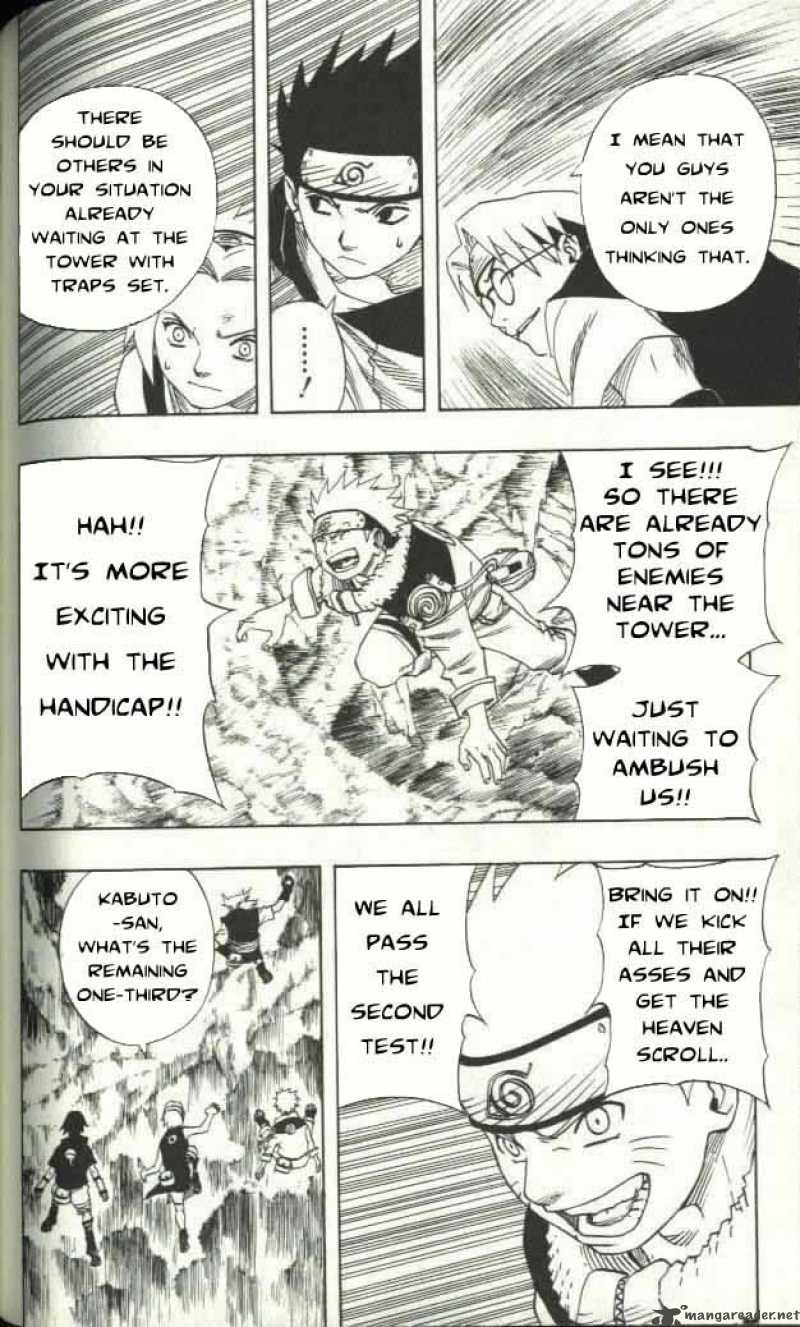 I MEAN THAT
YOU GUYS
AREN'T THE
ONLY ONES
THINKING THAT.
......!
THERE
SHOULD BE
OTHERS IN
YOUR SITUATION
ALREADY
WAITING AT THE
TOWER WITH
TRAPS SET.
I SEE!!!
SO THERE
ARE ALREADY
TONS OF
ENEMIES
NEAR THE
TOWER...
JUST
WAITING TO
AMBUSH
US!!
HAH!!
IT'S MORE
EXCITING
WITH THE
HANDICAP!!
BRING IT ON!!
IF WE KICK
ALL THEIR
ASSES AND
GET THE
HEAVEN
SCROLL..
WE ALL
PASS
THE
SECOND
TEST!!
KABUTO
-SAN,
WHAT'S THE
REMAINING
ONE-THIRD?
mangareader.net